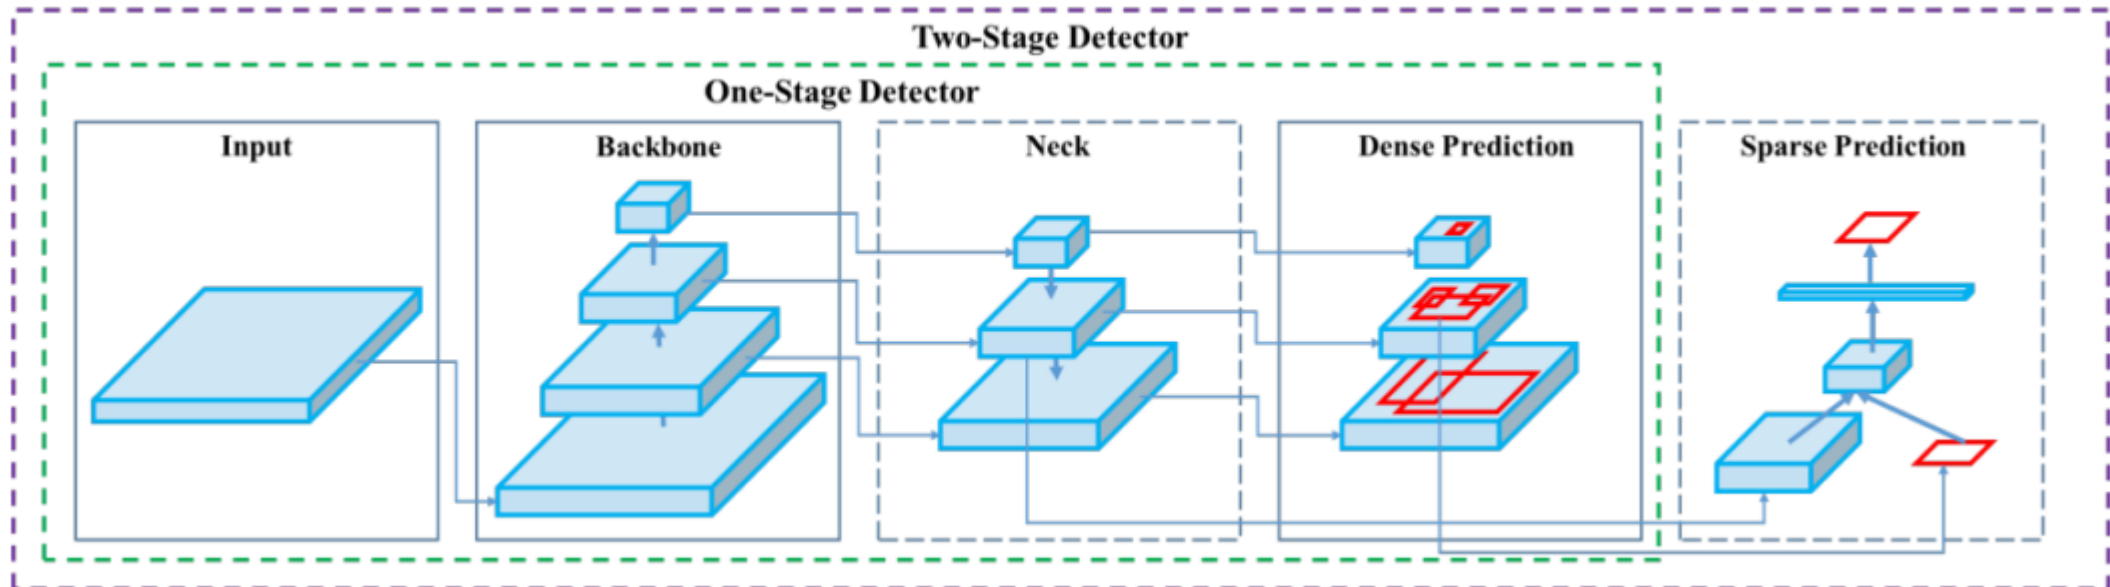 Two-Stage Detector
One-Stage Detector
Input
Backbone
Neck
Dense Prediction
Sparse Prediction